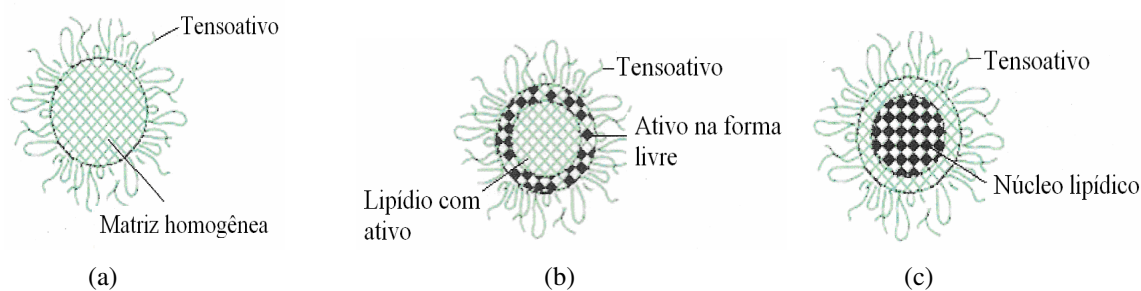 Tensoativo
Matriz homogênea
(a)
Tensoativo
Ativo na forma
livre
Lipídio com
ativo
(b)
Tensoativo
Núcleo lipídico
(c)